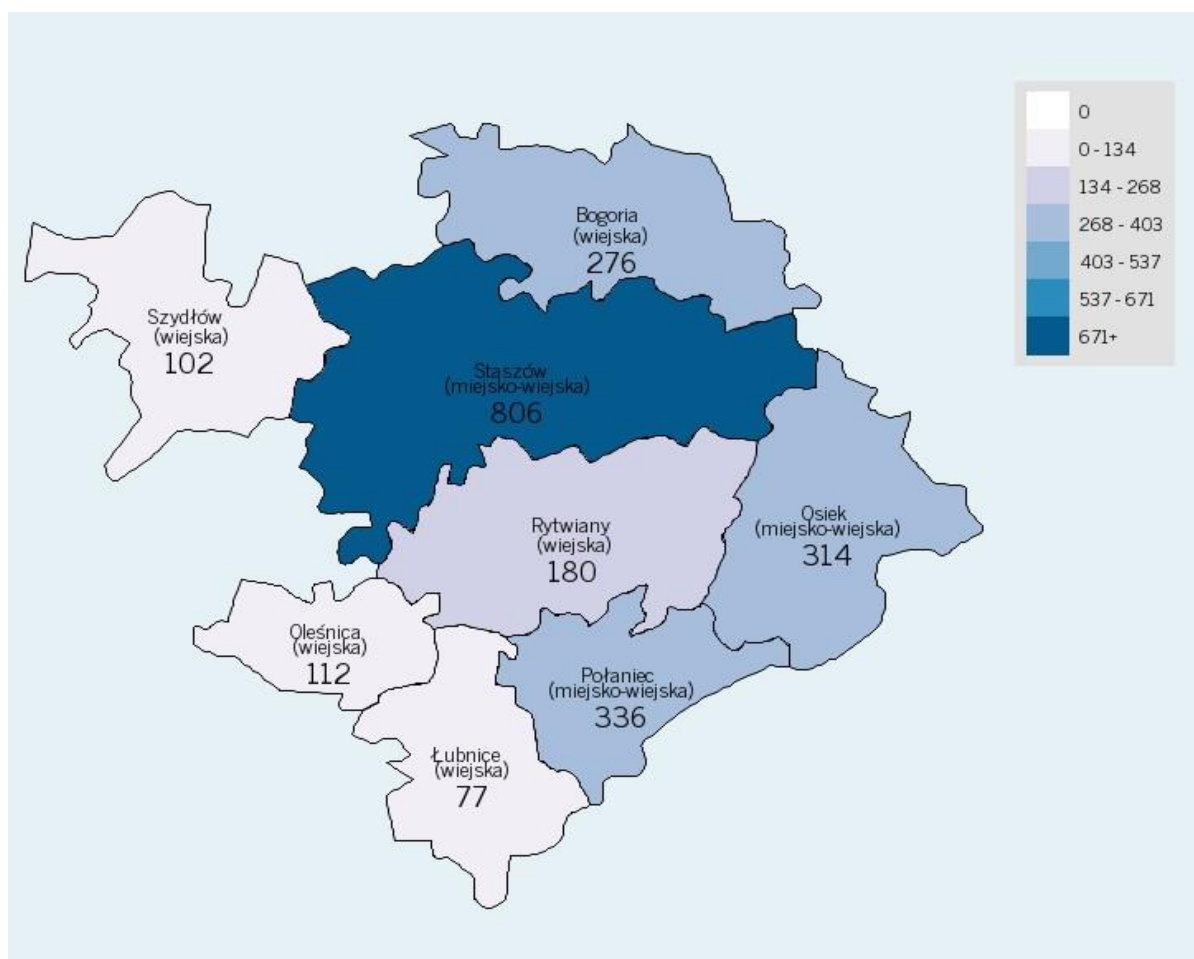 0
0 - 134
134 - 268
268 - 403
403 - 537
537 - 671
671+
Bogoria
(wiejska)
276
Szydłów
(wiejska)
102
Staszów
(miejsko-wiejska)
806
Osiek
(miejsko-wiejska)
314
Rytwiany
(wiejska)
180
Oleśnica
(wiejska)
112
Połaniec
(miejsko-wiejska)
336
Łubnice
(wiejska)
77